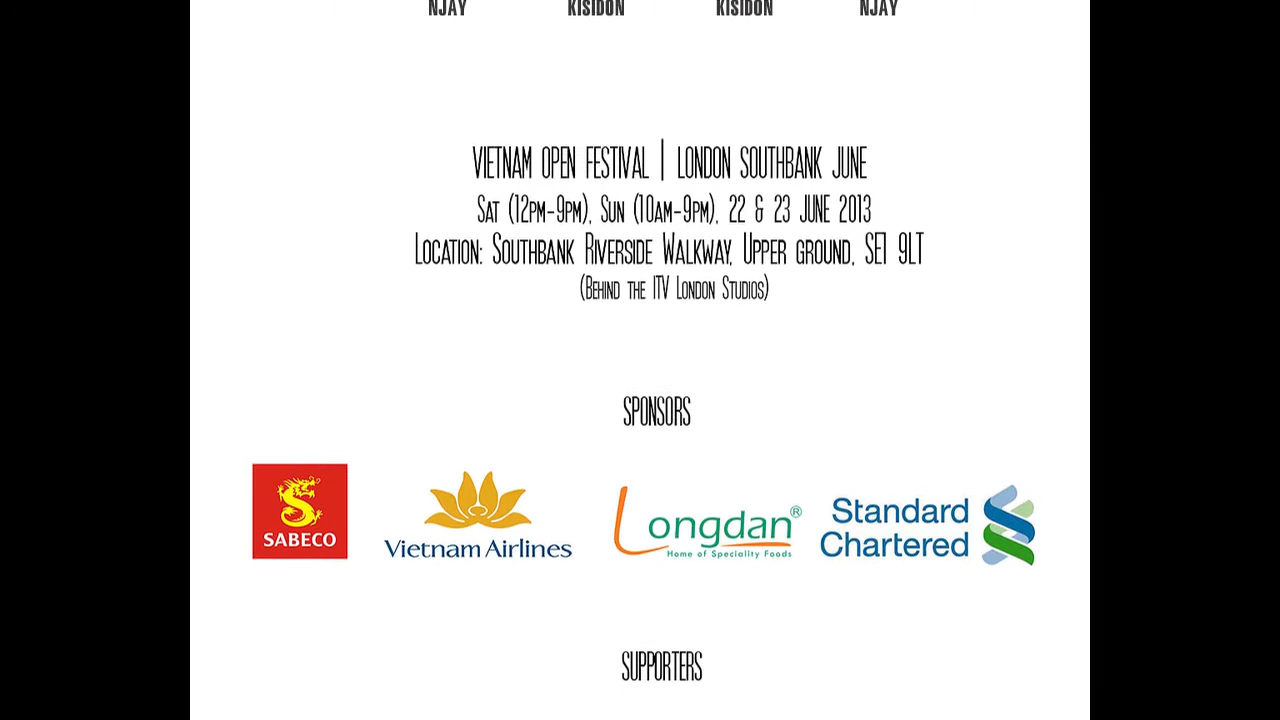 NJAY KISIDON KISIDON NJAY
VIETNAM OPEN FESTIVAL | LONDON SOUTHBANK JUNE
SAT (12PM-9PM), SUN (10AM-9PM), 22 & 23 JUNE 2013
LOCATION: SOUTHBANK RIVERSIDE WALKWAY, UPPER GROUND, SE1 9LT
(BEHIND THE ITV LONDON STUDIOS)
SPONSORS
SABECO
Vietnam Airlines
Longdan®
Home of Speciality Foods
Standard
Chartered
SUPPORTERS